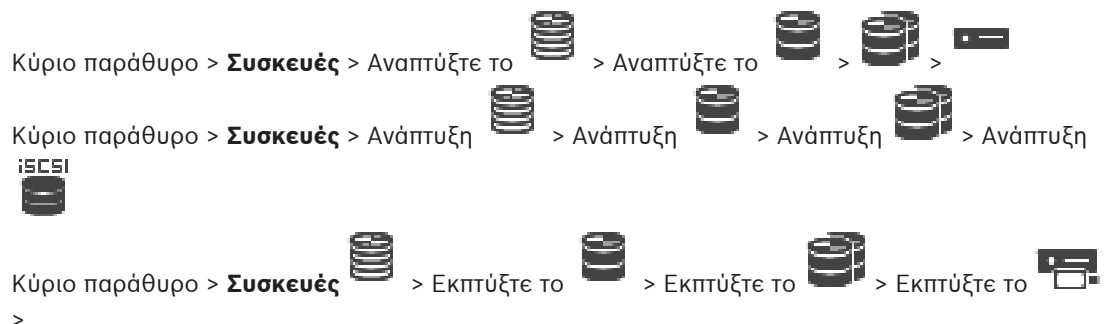 Κύριο παράθυρο > Συσκευές > Αναπτύξτε το > Αναπτύξτε το > >
Κύριο παράθυρο > Συσκευές > Ανάπτυξη > Ανάπτυξη > Ανάπτυξη > Ανάπτυξη
iSCSI
Κύριο παράθυρο > Συσκευές > Εκπτύξτε το > Εκπτύξτε το > Εκπτύξτε το
>